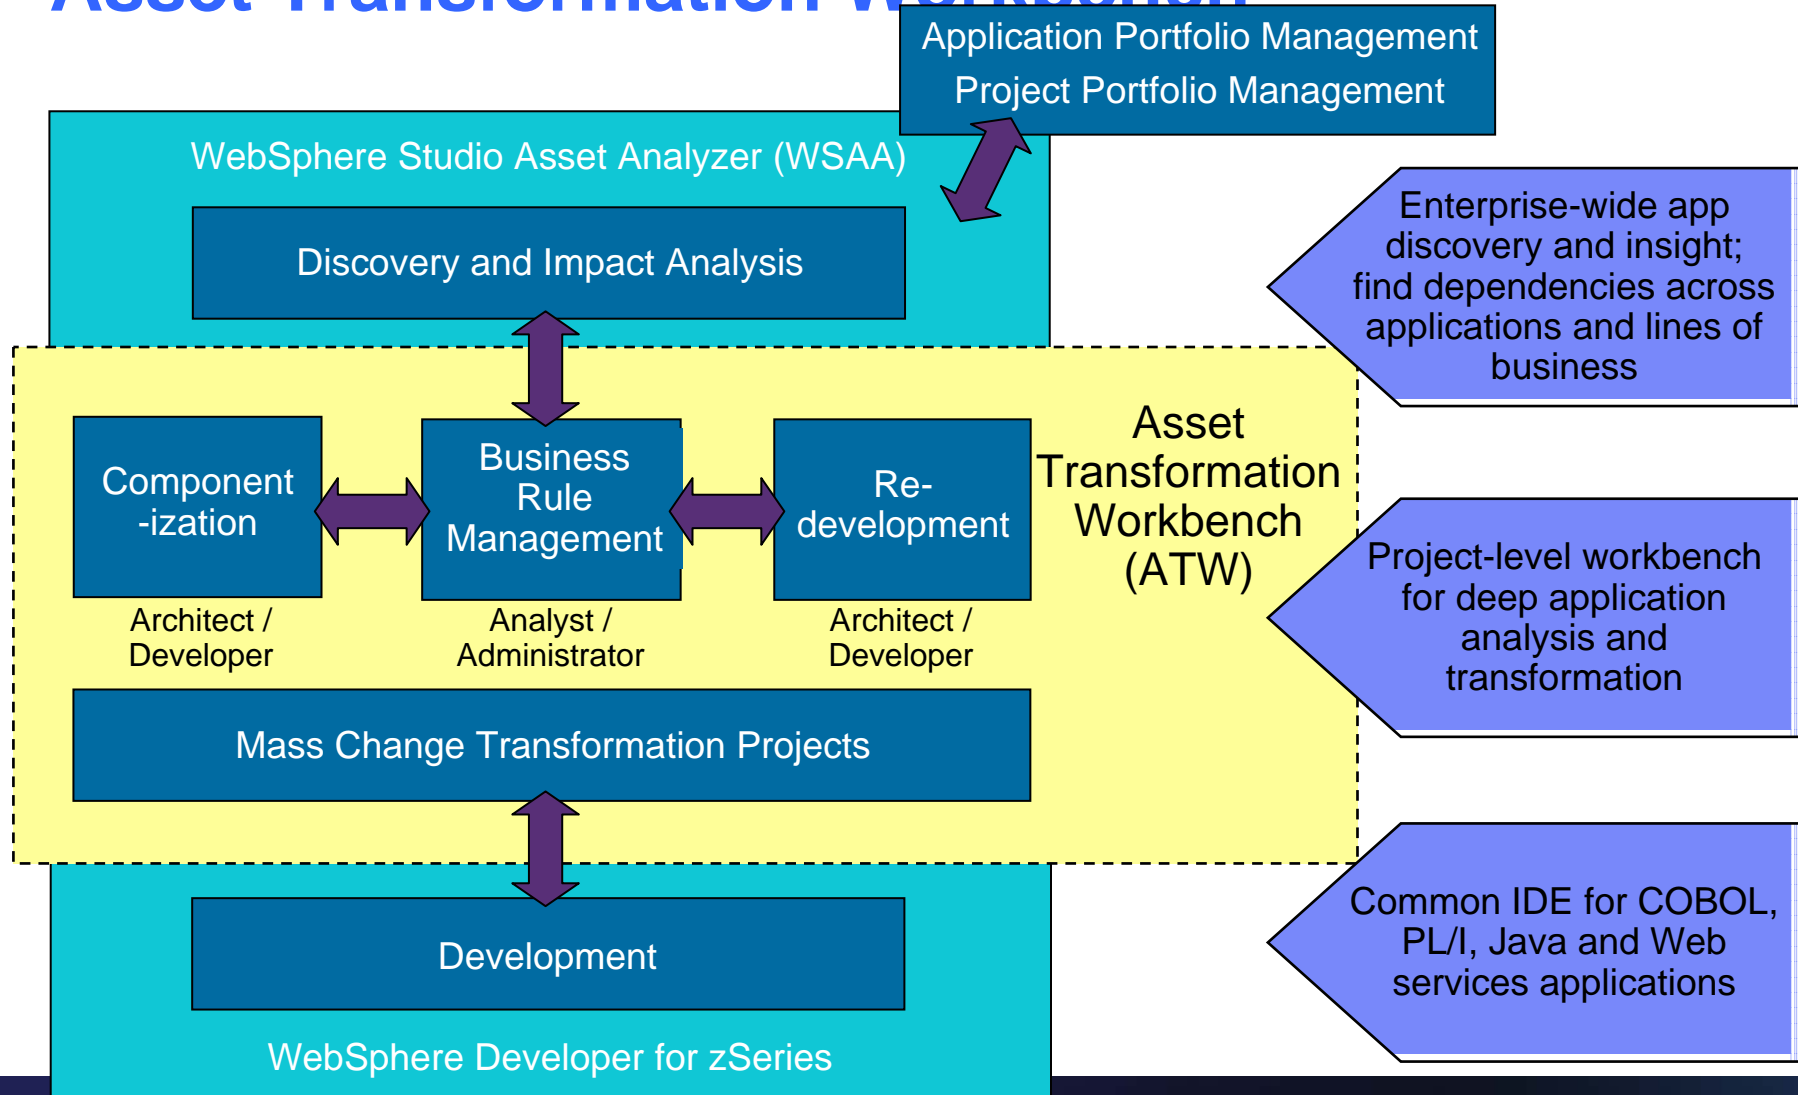 Asset Transformation Workbench
Application Portfolio Management
Project Portfolio Management
WebSphere Studio Asset Analyzer (WSAA)
Discovery and Impact Analysis
Enterprise-wide app
discovery and insight;
find dependencies across
applications and lines of
business
Component
-ization
Business
Rule
Management
Re-
development
Asset
Transformation
Workbench
(ATW)
Architect /
Developer
Analyst /
Administrator
Architect /
Developer
Project-level workbench
for deep application
analysis and
transformation
Mass Change Transformation Projects
Common IDE for COBOL,
PL/I, Java and Web
services applications
Development
WebSphere Developer for zSeries